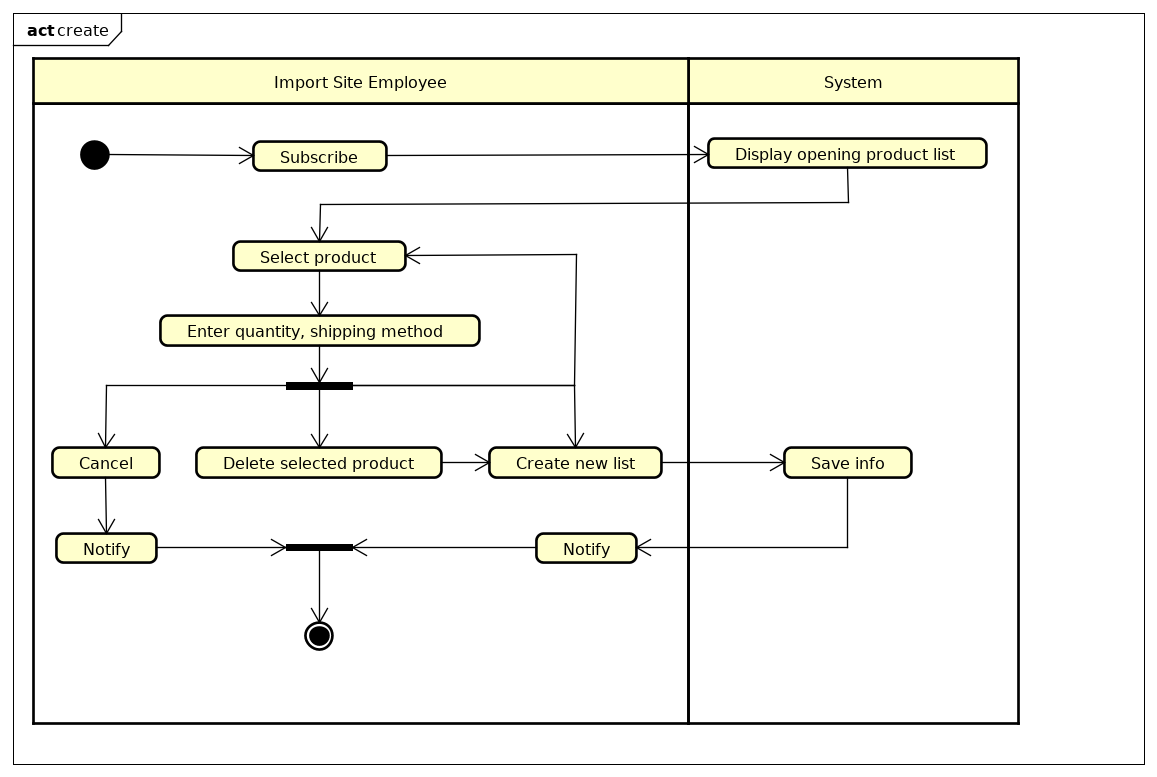 act create
Import Site Employee
System
Subscribe
Display opening product list
Select product
Enter quantity, shipping method
Cancel
Delete selected product
Create new list
Save info
Notify
Notify